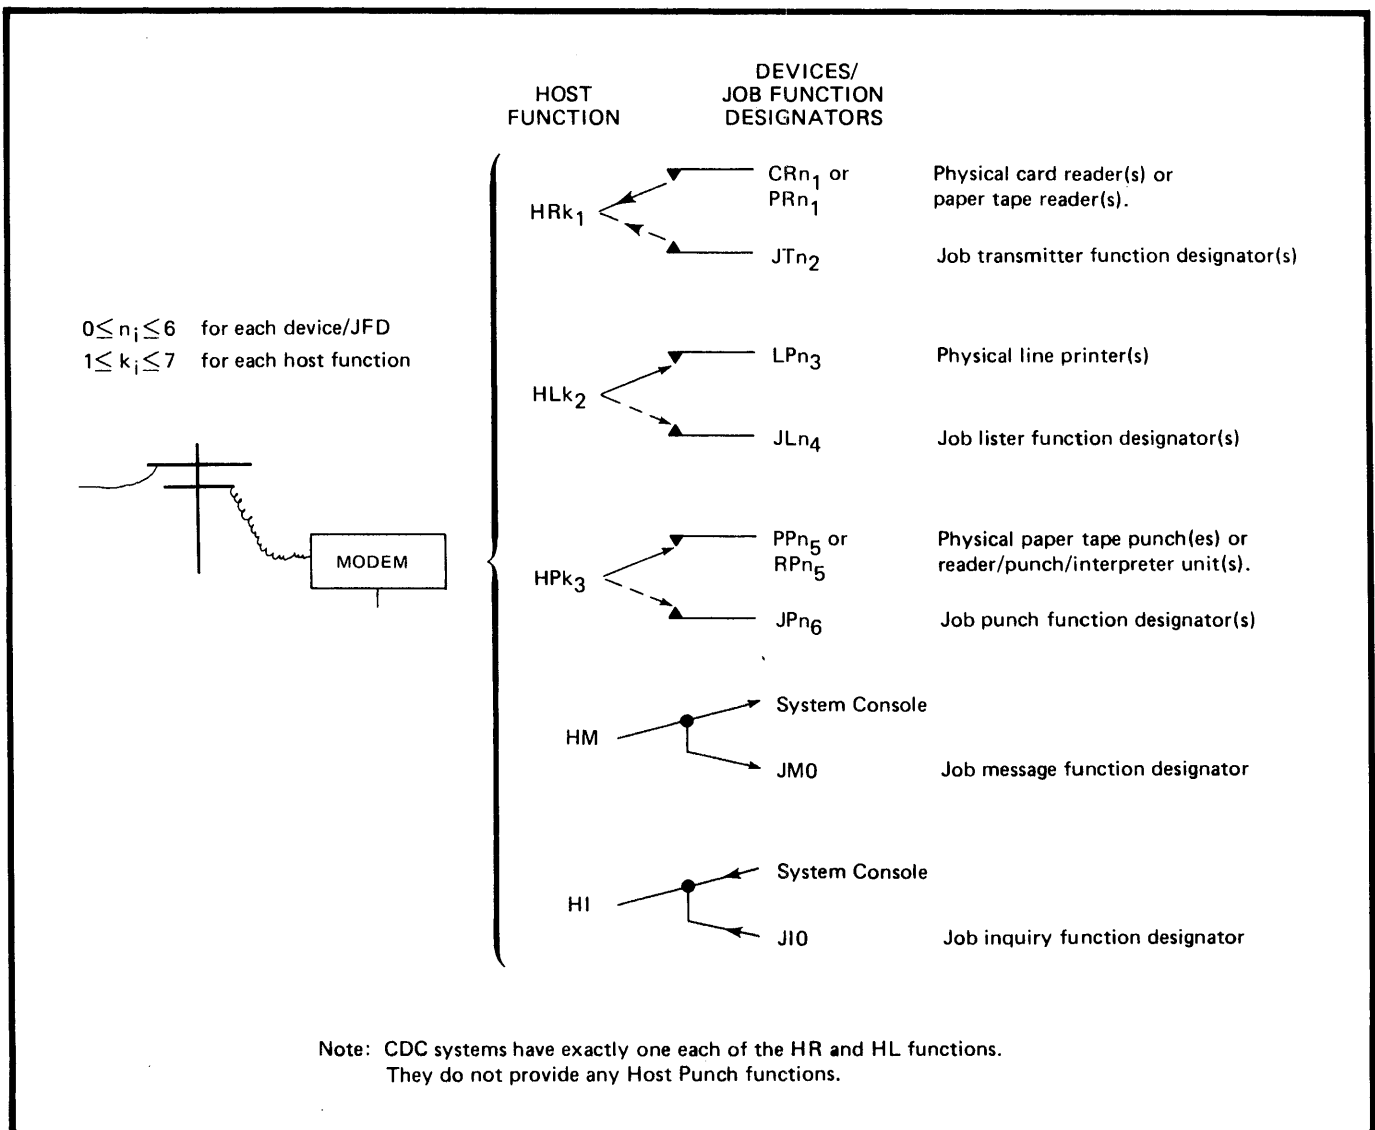 HOST
FUNCTION
DEVICES/
JOB FUNCTION
DESIGNATORS
0≤ni≤6 for each device/JFD
1≤ki≤7 for each host function
MODEM
HRk1
CRn1 or
PRn1
Physical card reader(s) or
paper tape reader(s).
JTn2 Job transmitter function designator(s)
HLk2
LPn3 Physical line printer(s)
JLn4 Job lister function designator(s)
HPk3
PPn5 or
RPn5
Physical paper tape punch(es) or
reader/punch/interpreter unit(s).
JPn6 Job punch function designator(s)
HM
System Console
JM0 Job message function designator
HI
System Console
JI0 Job inquiry function designator
Note: CDC systems have exactly one each of the HR and HL functions.
They do not provide any Host Punch functions.